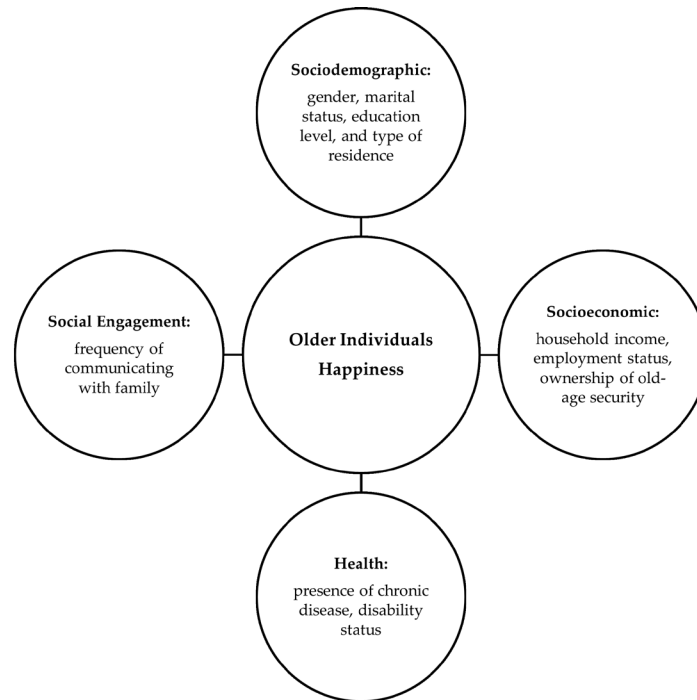 Sociodemographic:
gender, marital
status, education
level, and type of
residence
Social Engagement:
frequency of
communicating
with family
Older Individuals
Happiness
Socioeconomic:
household income,
employment status,
ownership of old-
age security
Health:
presence of chronic
disease, disability
status